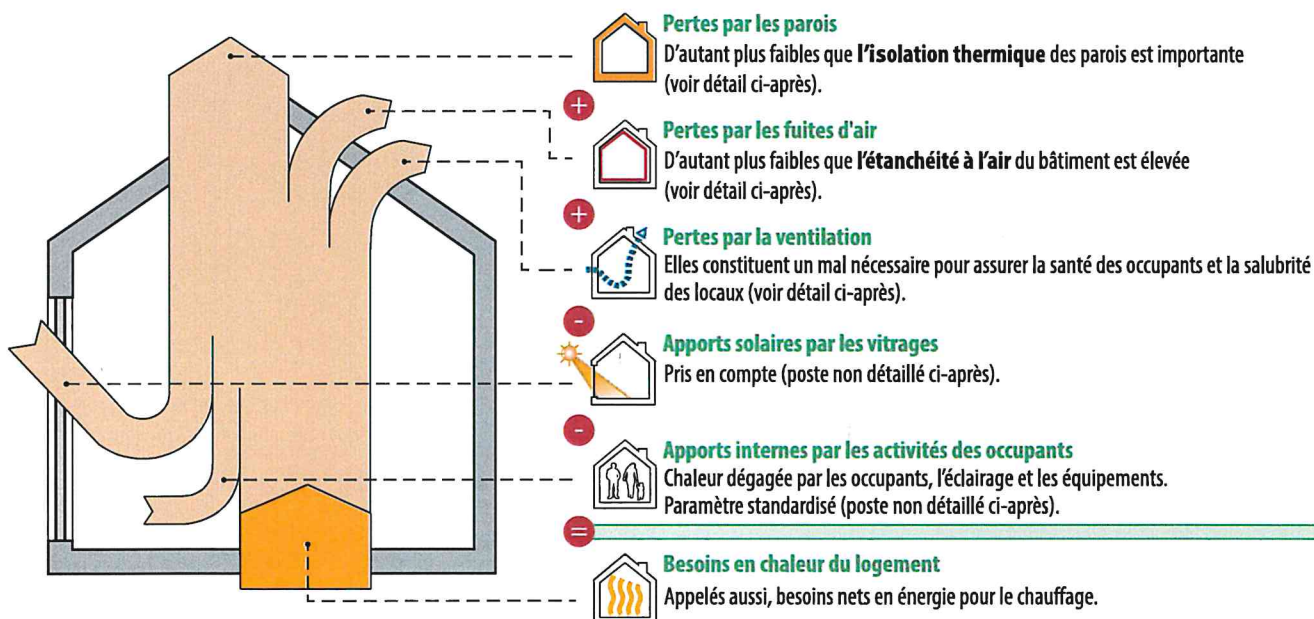 Pertes par les parois
D'autant plus faibles que l'isolation thermique des parois est importante
(voir détail ci-après).
+
Pertes par les fuites d'air
D'autant plus faibles que l'étanchéité à l'air du bâtiment est élevée
(voir détail ci-après).
+
Pertes par la ventilation
Elles constituent un mal nécessaire pour assurer la santé des occupants et la salubrité
des locaux (voir détail ci-après).
-
Apports solaires par les vitrages
Pris en compte (poste non détaillé ci-après).
-
Apports internes par les activités des occupants
Chaleur dégagée par les occupants, l'éclairage et les équipements.
Paramètre standardisé (poste non détaillé ci-après).
=
Besoins en chaleur du logement
Appelés aussi, besoins nets en énergie pour le chauffage.